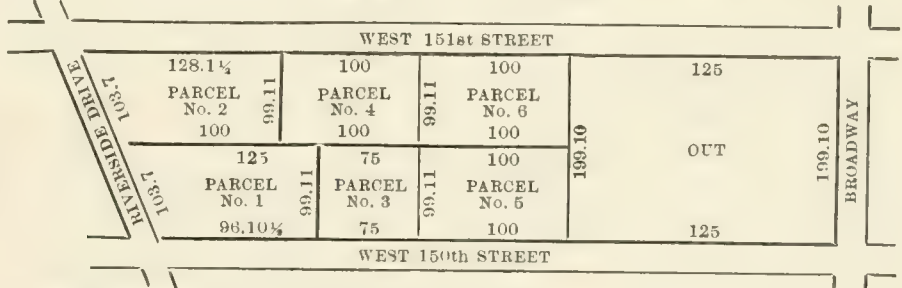 WEST 151st STREET
RIVERSIDE DRIVE
103.7
128.1¼
PARCEL
No. 2
100
99.11
100
PARCEL
No. 4
100
99.11
100
PARCEL
No. 6
100
199.10
125
OUT
125
199.10
BROADWAY
103.7
125
PARCEL
No. 1
96.10½
99.11
75
PARCEL
No. 3
75
99.11
100
PARCEL
No. 5
100
WEST 150th STREET